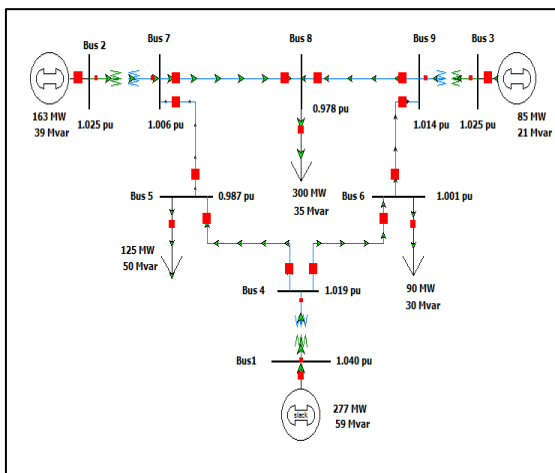 Bus 2
Bus 7
Bus 8
Bus 9
Bus 3
163 MW
39 Mvar
1.025 pu
1.006 pu
0.978 pu
1.014 pu
1.025 pu
85 MW
21 Mvar
Bus 5
0.987 pu
300 MW
35 Mvar
Bus 6
1.001 pu
125 MW
50 Mvar
Bus 4
1.019 pu
90 MW
30 Mvar
Bus1
1.040 pu
slack
277 MW
59 Mvar